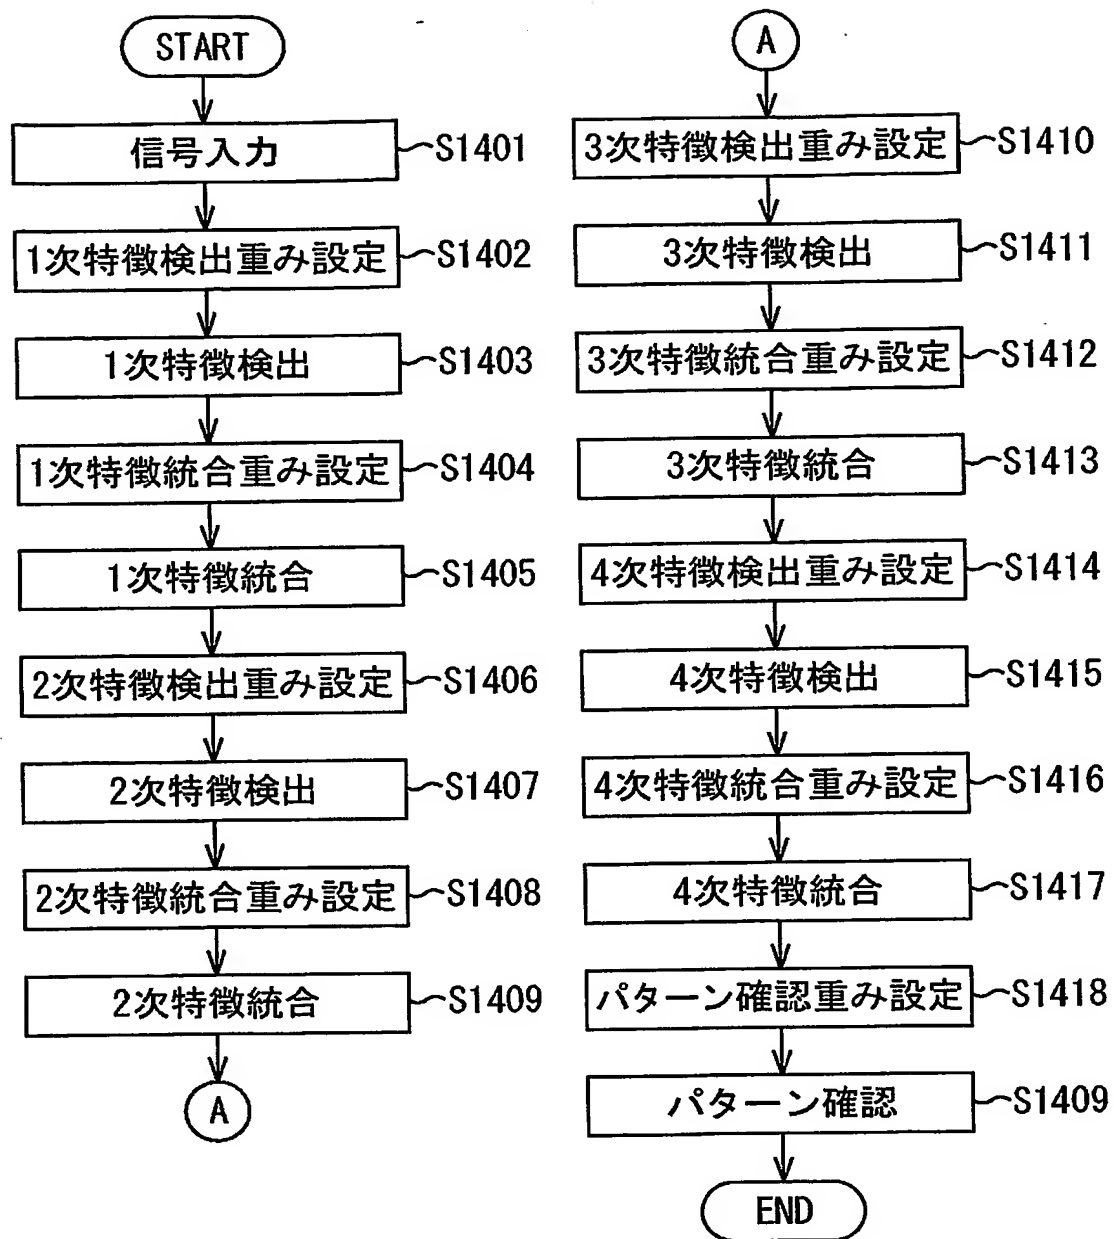 START
信号入力 ~S1401
1次特徴検出重み設定 ~S1402
1次特徴検出 ~S1403
1次特徴統合重み設定 ~S1404
1次特徴統合 ~S1405
2次特徴検出重み設定 ~S1406
2次特徴検出 ~S1407
2次特徴統合重み設定 ~S1408
2次特徴統合 ~S1409
A
A
3次特徴検出重み設定 ~S1410
3次特徴検出 ~S1411
3次特徴統合重み設定 ~S1412
3次特徴統合 ~S1413
4次特徴検出重み設定 ~S1414
4次特徴検出 ~S1415
4次特徴統合重み設定 ~S1416
4次特徴統合 ~S1417
パターン確認重み設定 ~S1418
パターン確認 ~S1409
END